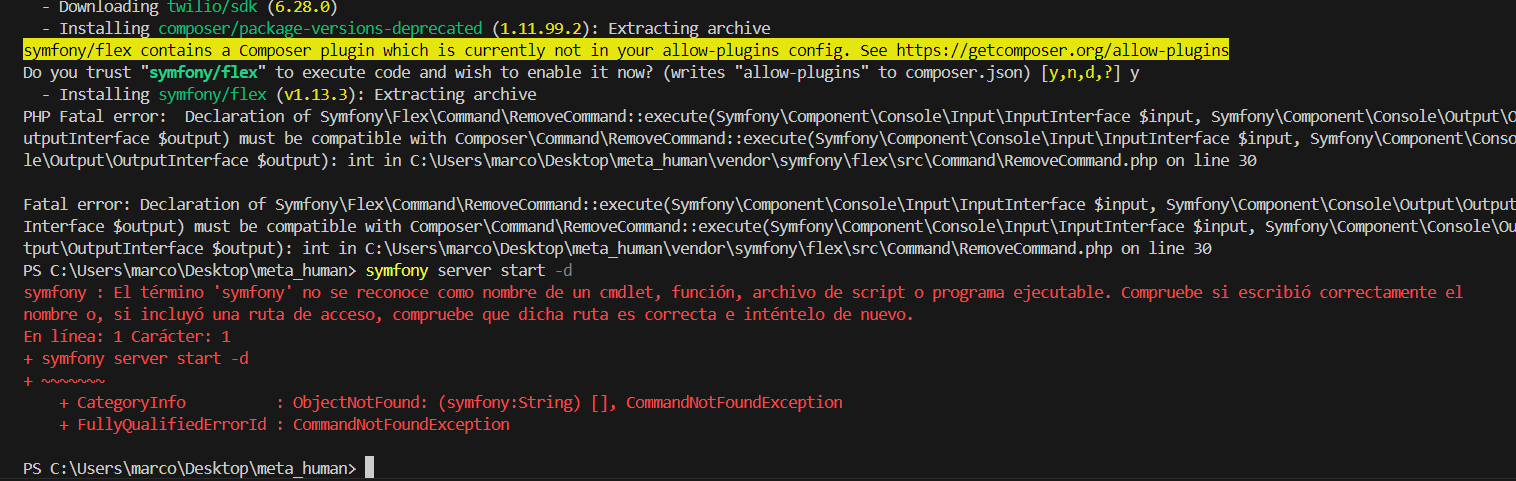 - Downloading twilio/sdk (6.28.0)
- Installing composer/package-versions-deprecated (1.11.99.2): Extracting archive
symfony/flex contains a Composer plugin which is currently not in your allow-plugins config. See https://getcomposer.org/allow-plugins
Do you trust "symfony/flex" to execute code and wish to enable it now? (writes "allow-plugins" to composer.json) [y,n,d,?] y
- Installing symfony/flex (v1.13.3): Extracting archive
PHP Fatal error:  Declaration of Symfony\Flex\Command\RemoveCommand::execute(Symfony\Component\Console\Input\InputInterface $input, Symfony\Component\Console\Output\O
utputInterface $output) must be compatible with Composer\Command\RemoveCommand::execute(Symfony\Component\Console\Input\InputInterface $input, Symfony\Component\Conso
le\Output\OutputInterface $output): int in C:\Users\marco\Desktop\meta_human\vendor\symfony\flex\src\Command\RemoveCommand.php on line 30
Fatal error: Declaration of Symfony\Flex\Command\RemoveCommand::execute(Symfony\Component\Console\Input\InputInterface $input, Symfony\Component\Console\Output\Output
Interface $output) must be compatible with Composer\Command\RemoveCommand::execute(Symfony\Component\Console\Input\InputInterface $input, Symfony\Component\Console\Ou
tput\OutputInterface $output): int in C:\Users\marco\Desktop\meta_human\vendor\symfony\flex\src\Command\RemoveCommand.php on line 30
PS C:\Users\marco\Desktop\meta_human> symfony server start -d
symfony : El término 'symfony' no se reconoce como nombre de un cmdlet, función, archivo de script o programa ejecutable. Compruebe si escribió correctamente el
nombre o, si incluyó una ruta de acceso, compruebe que dicha ruta es correcta e inténtelo de nuevo.
En línea: 1 Carácter: 1
+ symfony server start -d
+ ~~~~~~~
+ CategoryInfo          : ObjectNotFound: (symfony:String) [], CommandNotFoundException
+ FullyQualifiedErrorId : CommandNotFoundException
PS C:\Users\marco\Desktop\meta_human>